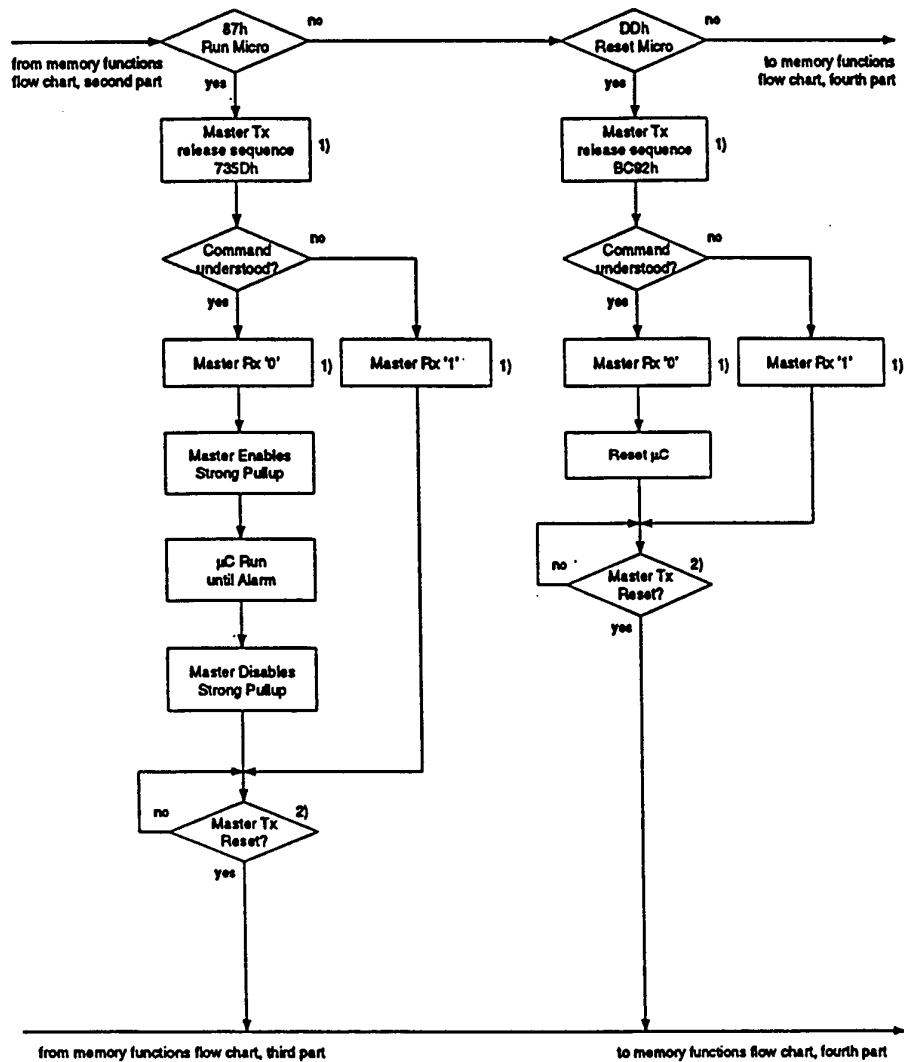 87h
Run Micro
no
DDh
Reset Micro
no
from memory functions
flow chart, second part
to memory functions
flow chart, fourth part
yes
yes
Master Tx
release sequence
735Dh
1)
Master Tx
release sequence
BC92h
1)
Command
understood?
no
Command
understood?
no
yes
yes
Master Rx '0'
1)
Master Rx '1'
1)
Master Rx '0'
1)
Master Rx '1'
1)
Master Enables
Strong Pullup
Reset µC
µC Run
until Alarm
no
Master Tx
Reset?
2)
yes
Master Disables
Strong Pullup
no
Master Tx
Reset?
2)
yes
from memory functions flow chart, third part
to memory functions flow chart, fourth part